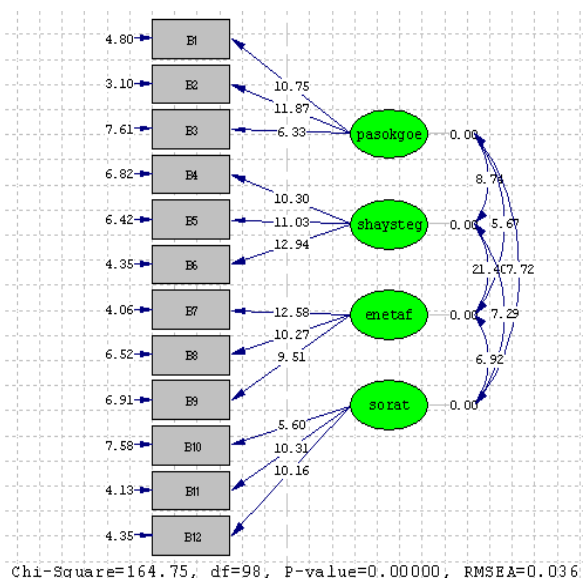 4.80 B1
10.75
3.10 B2
11.87
7.61 B3 6.33 pasokgoe 0.00
6.82 B4 8.74
10.30
6.42 B5 11.03 shaysteg 0.00 5.67
12.94
4.35 B6
21.40 7.72
4.06 B7 12.58 enetaf 0.00 7.29
10.27
6.52 B8 9.51 6.92
6.91 B9 sorat 0.00
5.60
7.58 B10
10.31
4.13 B11 10.16
4.35 B12
Chi-Square=164.75, df=98, P-value=0.00000, RMSEA=0.036